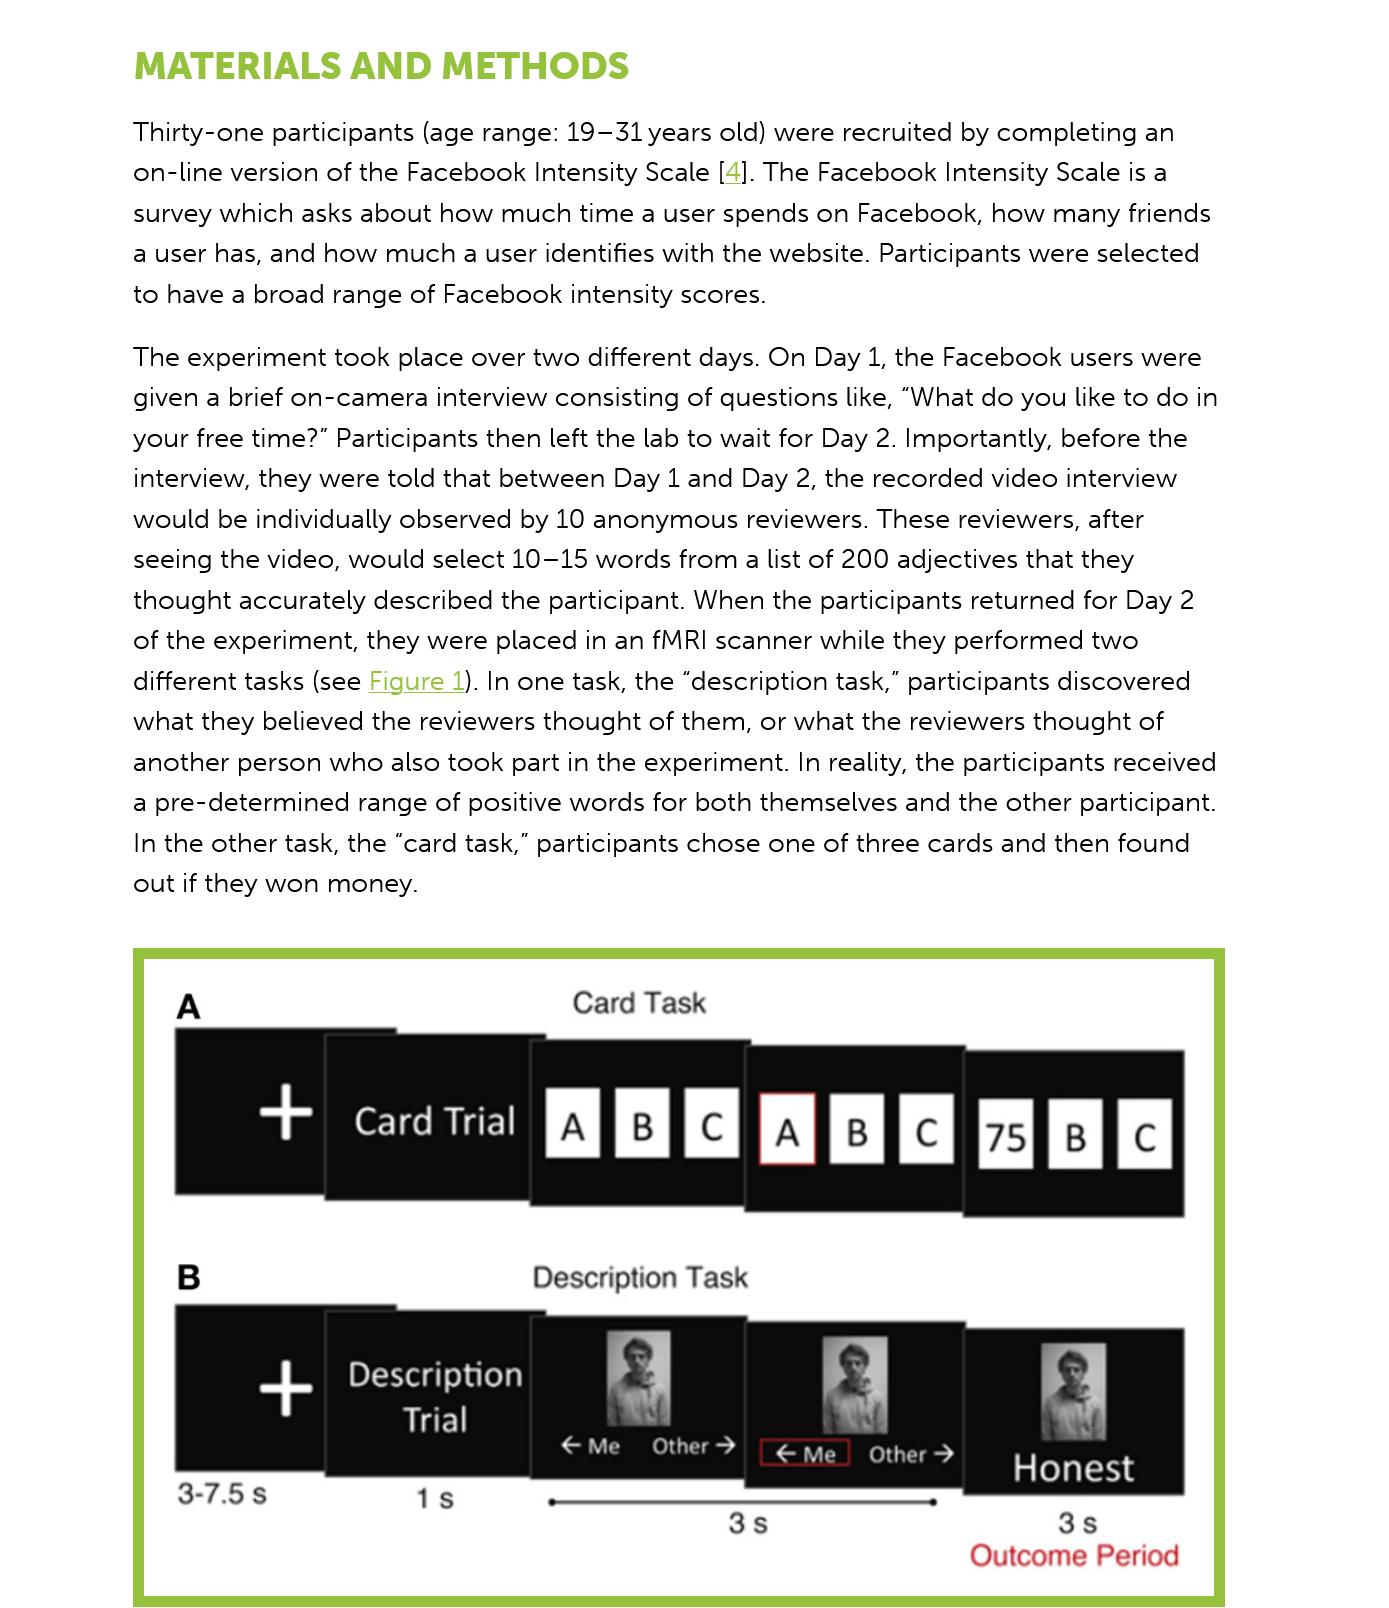 MATERIALS AND METHODS
Thirty-one participants (age range: 19–31 years old) were recruited by completing an
on-line version of the Facebook Intensity Scale [4]. The Facebook Intensity Scale is a
survey which asks about how much time a user spends on Facebook, how many friends
a user has, and how much a user identifies with the website. Participants were selected
to have a broad range of Facebook intensity scores.
The experiment took place over two different days. On Day 1, the Facebook users were
given a brief on-camera interview consisting of questions like, “What do you like to do in
your free time?” Participants then left the lab to wait for Day 2. Importantly, before the
interview, they were told that between Day 1 and Day 2, the recorded video interview
would be individually observed by 10 anonymous reviewers. These reviewers, after
seeing the video, would select 10–15 words from a list of 200 adjectives that they
thought accurately described the participant. When the participants returned for Day 2
of the experiment, they were placed in an fMRI scanner while they performed two
different tasks (see Figure 1). In one task, the “description task,” participants discovered
what they believed the reviewers thought of them, or what the reviewers thought of
another person who also took part in the experiment. In reality, the participants received
a pre-determined range of positive words for both themselves and the other participant.
In the other task, the “card task,” participants chose one of three cards and then found
out if they won money.
A
Card Task
+
Card Trial
A B C
A B C
75 B C
B
Description Task
+
Description
Trial
← Me Other →
← Me Other →
Honest
3-7.5 s
1 s
3 s
3 s
Outcome Period